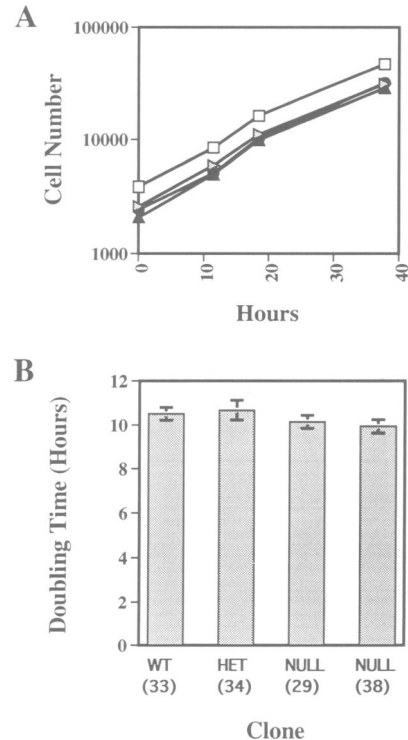 A
100000
10000
1000
Cell Number
0
10
20
30
40
Hours
B
12
10
8
6
4
2
0
Doubling Time (Hours)
WT HET NULL NULL
(33) (34) (29) (38)
Clone